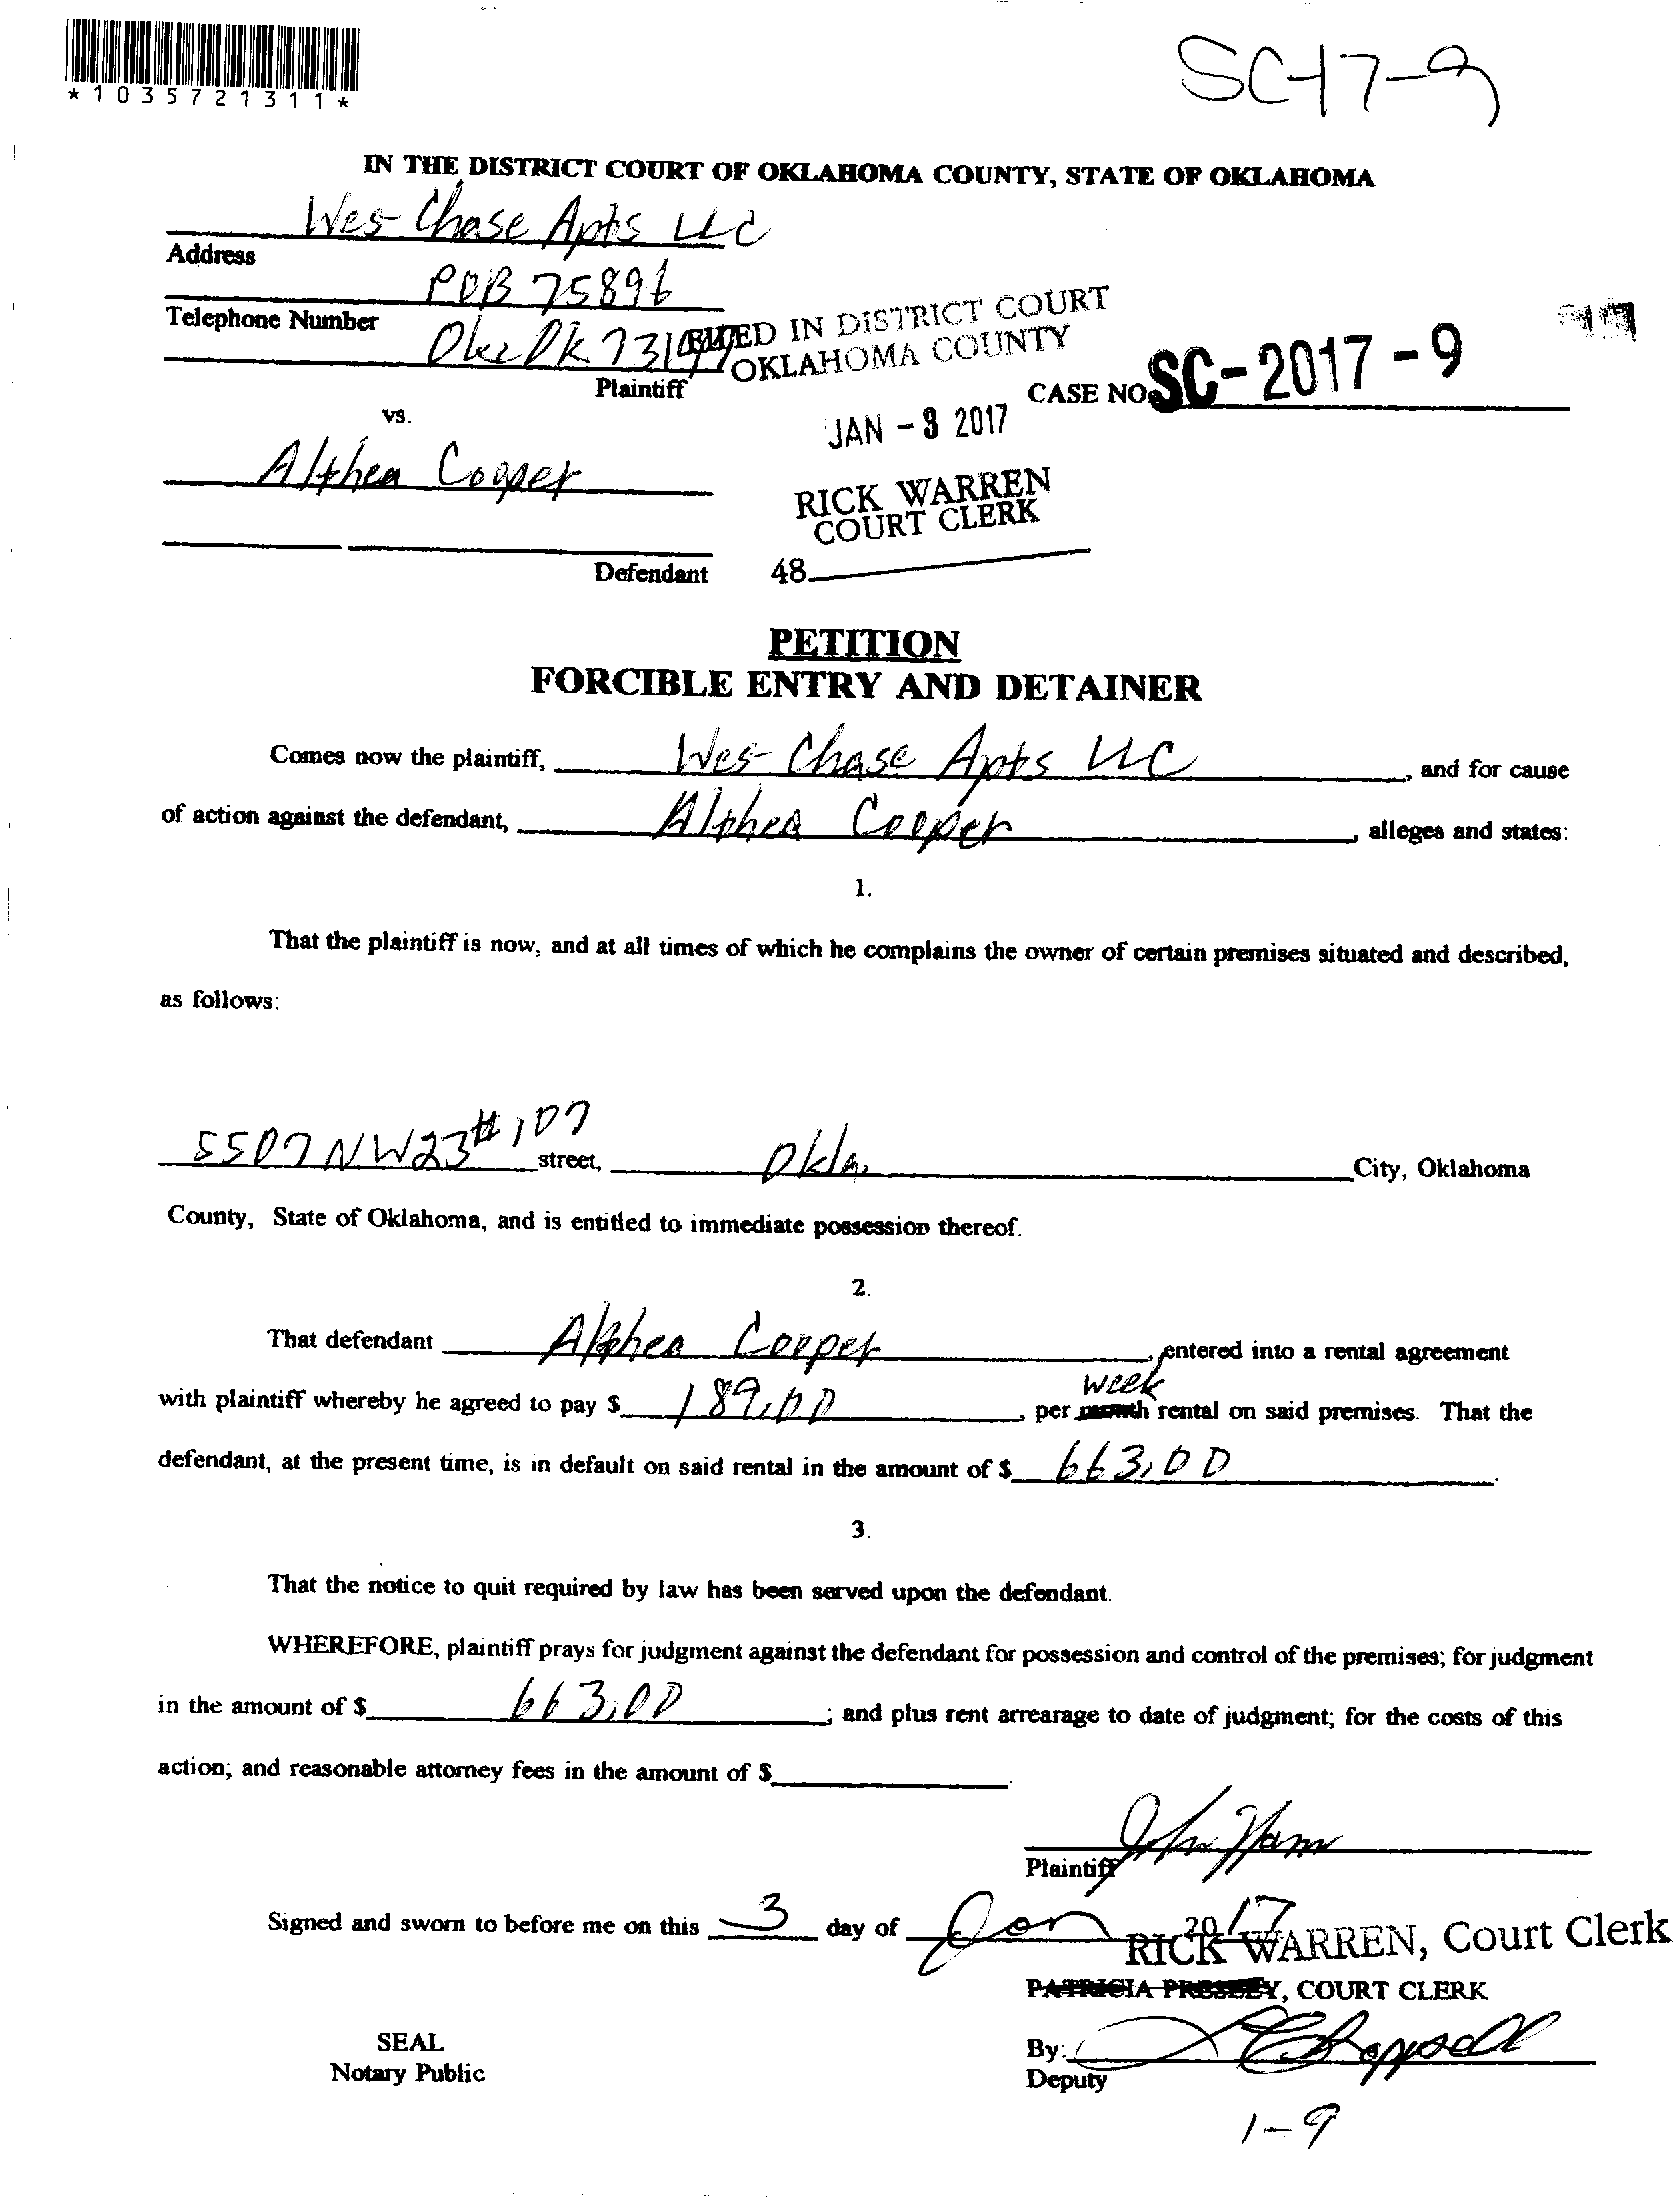 *1035721311*
SC-17-9
IN THE DISTRICT COURT OF OKLAHOMA COUNTY, STATE OF OKLAHOMA
Wes Chase Apts LLC
Address
POB 75896
Telephone Number
Okc Ok 73147
Plaintiff
FILED IN DISTRICT COURT
OKLAHOMA COUNTY
CASE NO. SC-2017-9
vs.
JAN -3 2017
Althea Cooper
RICK WARREN
COURT CLERK
Defendant
48
PETITION
FORCIBLE ENTRY AND DETAINER
Comes now the plaintiff, Wes Chase Apts LLC, and for cause
of action against the defendant, Althea Cooper, alleges and states:
1.
That the plaintiff is now, and at all times of which he complains the owner of certain premises situated and described,
as follows:
5507 NW23 #107 street, Okla. City, Oklahoma
County, State of Oklahoma, and is entitled to immediate possession thereof.
2.
That defendant Althea Cooper, entered into a rental agreement
week
with plaintiff whereby he agreed to pay $ 189.00, per month rental on said premises. That the
defendant, at the present time, is in default on said rental in the amount of $ 663.00.
3.
That the notice to quit required by law has been served upon the defendant.
WHEREFORE, plaintiff prays for judgment against the defendant for possession and control of the premises; for judgment
in the amount of $ 663.00; and plus rent arrearage to date of judgment; for the costs of this
action; and reasonable attorney fees in the amount of $
Plaintiff
Signed and sworn to before me on this 3 day of Jan 2017
RICK WARREN, Court Clerk
PATRICIA PRESLEY, COURT CLERK
SEAL
Notary Public
By:
Deputy
1-9